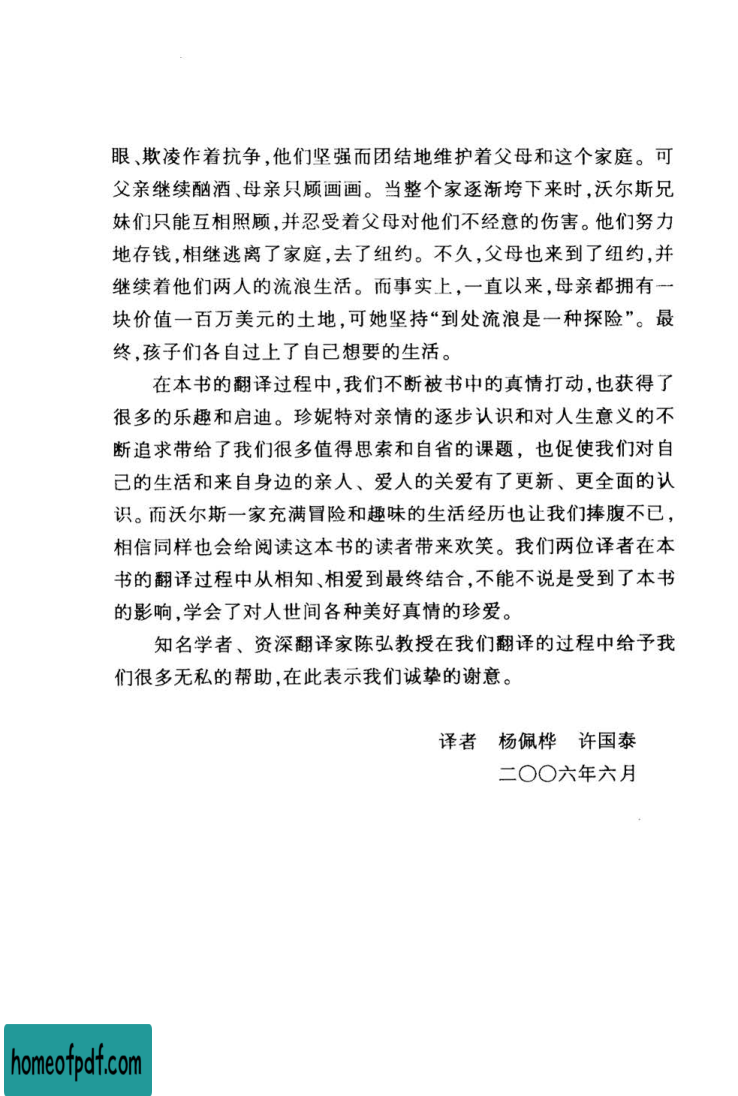 眼、欺凌作着抗争,他们坚强而团结地维护着父母和这个家庭。可
父亲继续酗酒、母亲只顾画画。当整个家逐渐垮下来时,沃尔斯兄
妹们只能互相照顾,并忍受着父母对他们不经意的伤害。他们努力
地存钱,相继逃离了家庭,去了纽约。不久,父母也来到了纽约,并
继续着他们两人的流浪生活。而事实上,一直以来,母亲都拥有一
块价值一百万美元的土地,可她坚持“到处流浪是一种探险”。最
终,孩子们各自过上了自己想要的生活。
在本书的翻译过程中,我们不断被书中的真情打动,也获得了
很多的乐趣和启迪。珍妮特对亲情的逐步认识和对人生意义的不
断追求带给了我们很多值得思索和自省的课题，也促使我们对自
己的生活和来自身边的亲人、爱人的关爱有了更新、更全面的认
识。而沃尔斯一家充满冒险和趣味的生活经历也让我们捧腹不已,
相信同样也会给阅读这本书的读者带来欢笑。我们两位译者在本
书的翻译过程中从相知、相爱到最终结合,不能不说是受到了本书
的影响,学会了对人世间各种美好真情的珍爱。
知名学者、资深翻译家陈弘教授在我们翻译的过程中给予我
们很多无私的帮助,在此表示我们诚挚的谢意。
译者 杨佩桦 许国泰
二〇〇六年六月
homeofpdf.com